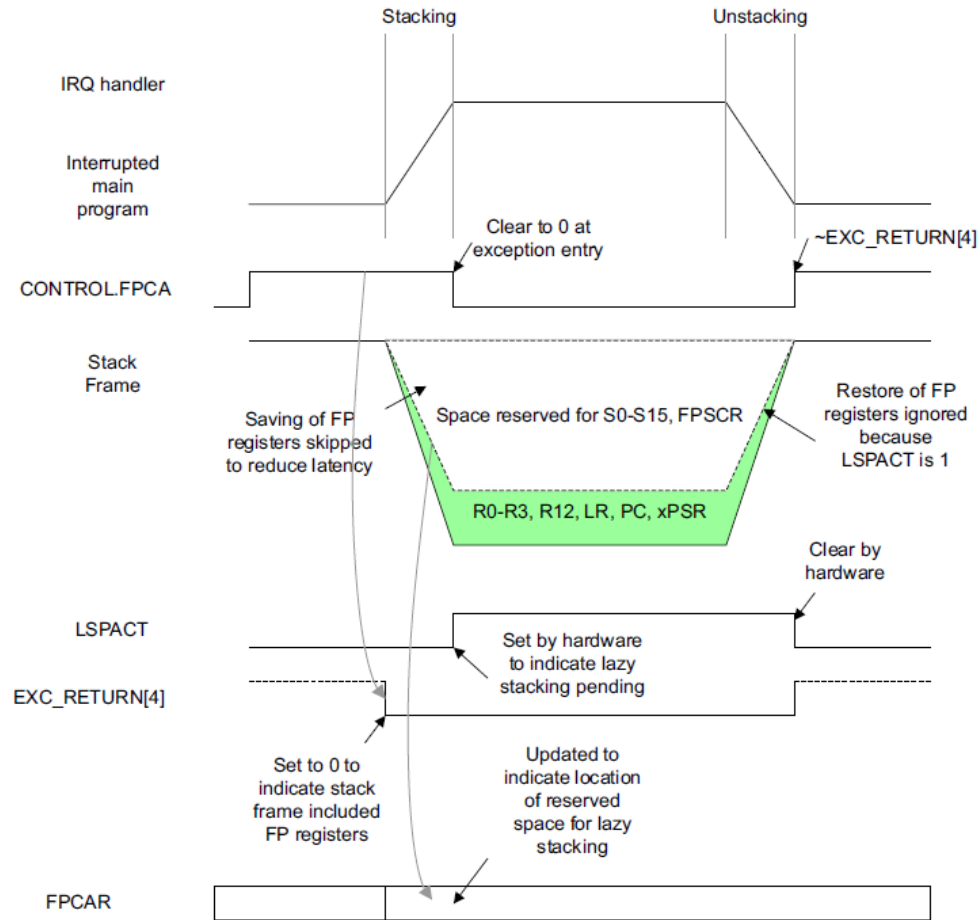 Stacking
Unstacking
IRQ handler
Interrupted
main
program
Clear to 0 at
exception entry
~EXC_RETURN[4]
CONTROL.FPCA
Stack
Frame
Saving of FP
registers skipped
to reduce latency
Space reserved for S0-S15, FPSCR
Restore of FP
registers ignored
because
LSPACT is 1
R0-R3, R12, LR, PC, xPSR
Clear by
hardware
LSPACT
Set by hardware
to indicate lazy
stacking pending
EXC_RETURN[4]
Set to 0 to
indicate stack
frame included
FP registers
Updated to
indicate location
of reserved
space for lazy
stacking
FPCAR